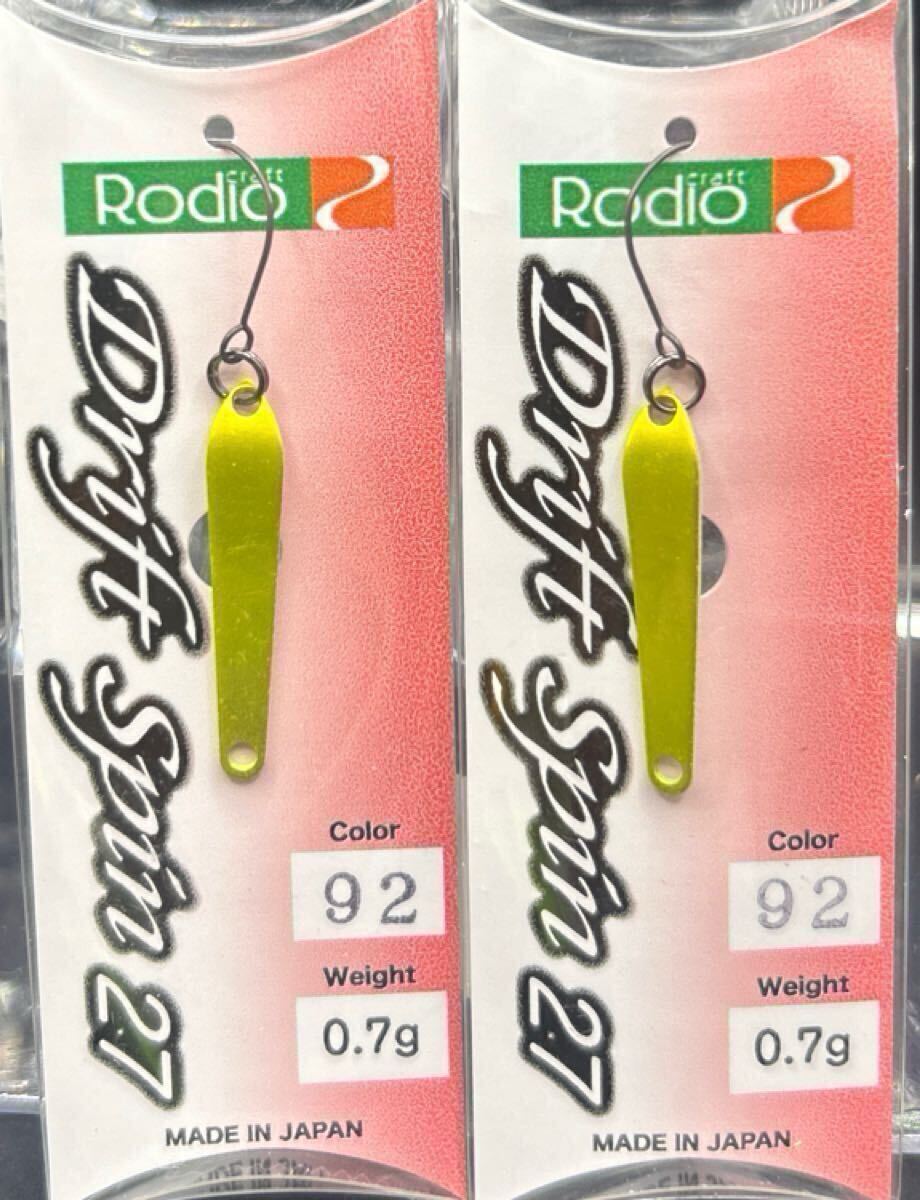 Rodio craft
Drift Spin 27
Color
92
Weight
0.7g
MADE IN JAPAN
Rodio craft
Drift Spin 27
Color
92
Weight
0.7g
MADE IN JAPAN